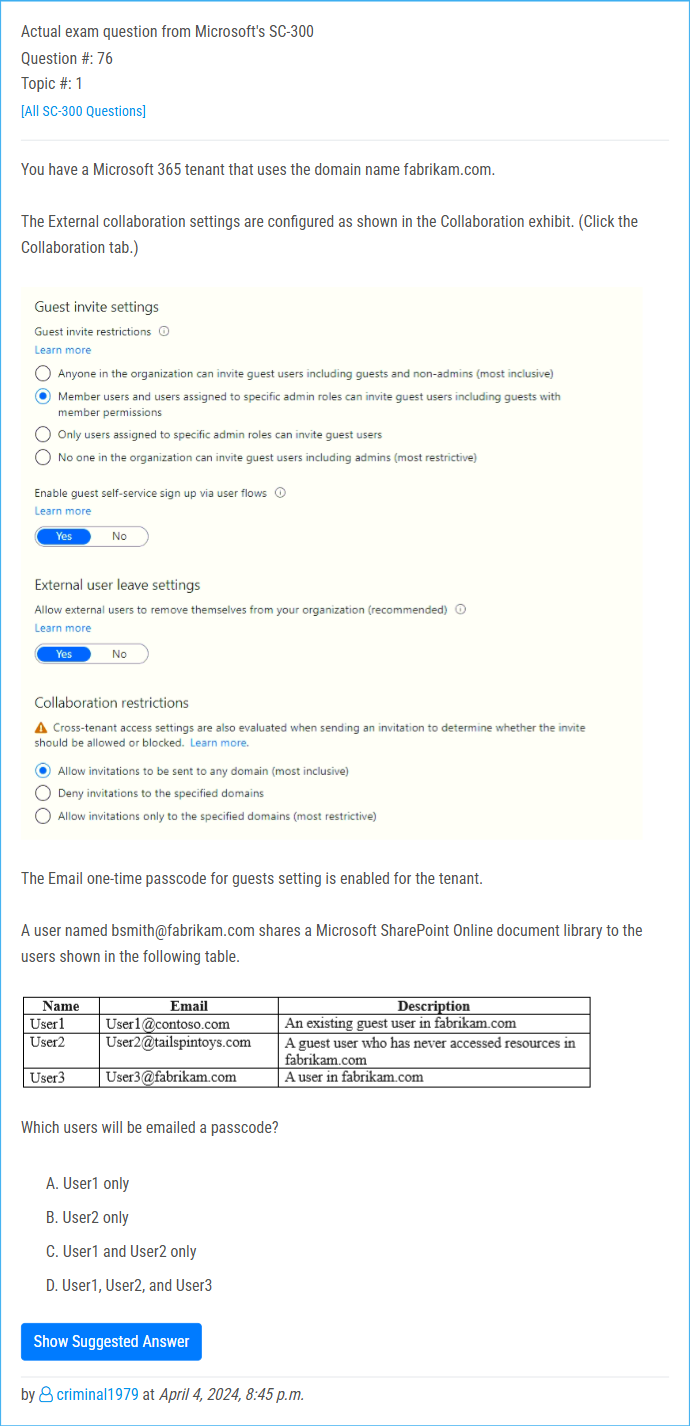 Actual exam question from Microsoft's SC-300
Question #: 76
Topic #: 1
[All SC-300 Questions]
You have a Microsoft 365 tenant that uses the domain name fabrikam.com.
The External collaboration settings are configured as shown in the Collaboration exhibit. (Click the
Collaboration tab.)
Guest invite settings
Guest invite restrictions
Learn more
Anyone in the organization can invite guest users including guests and non-admins (most inclusive)
Member users and users assigned to specific admin roles can invite guest users including guests with
member permissions
Only users assigned to specific admin roles can invite guest users
No one in the organization can invite guest users including admins (most restrictive)
Enable guest self-service sign up via user flows
Learn more
Yes No
External user leave settings
Allow external users to remove themselves from your organization (recommended)
Learn more
Yes No
Collaboration restrictions
Cross-tenant access settings are also evaluated when sending an invitation to determine whether the invite
should be allowed or blocked. Learn more.
Allow invitations to be sent to any domain (most inclusive)
Deny invitations to the specified domains
Allow invitations only to the specified domains (most restrictive)
The Email one-time passcode for guests setting is enabled for the tenant.
A user named bsmith@fabrikam.com shares a Microsoft SharePoint Online document library to the
users shown in the following table.
Name Email Description
User1 User1@contoso.com An existing guest user in fabrikam.com
User2 User2@tailspintoys.com A guest user who has never accessed resources in
fabrikam.com
User3 User3@fabrikam.com A user in fabrikam.com
Which users will be emailed a passcode?
A. User1 only
B. User2 only
C. User1 and User2 only
D. User1, User2, and User3
Show Suggested Answer
by criminal1979 at April 4, 2024, 8:45 p.m.